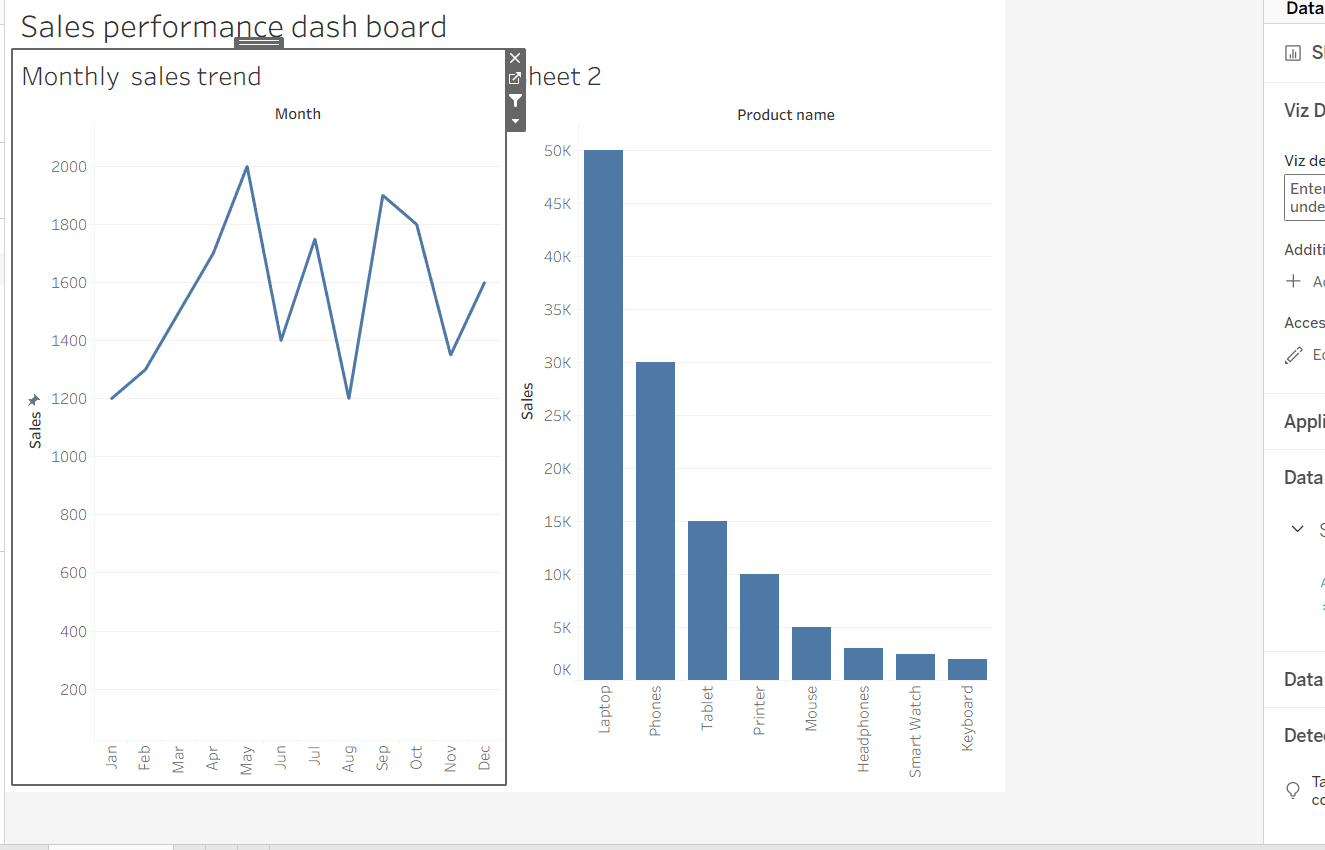 Sales performance dash board
Monthly  sales trend
Month
2000
1800
1600
1400
1200
1000
800
600
400
200
Sales
Jan
Feb
Mar
Apr
May
Jun
Jul
Aug
Sep
Oct
Nov
Dec
heet 2
Product name
50K
45K
40K
35K
30K
25K
20K
15K
10K
5K
0K
Sales
Laptop
Phones
Tablet
Printer
Mouse
Headphones
Smart Watch
Keyboard
Data
Viz D
Viz de
Enter
unde
Additi
Acces
Appli
Data
Data